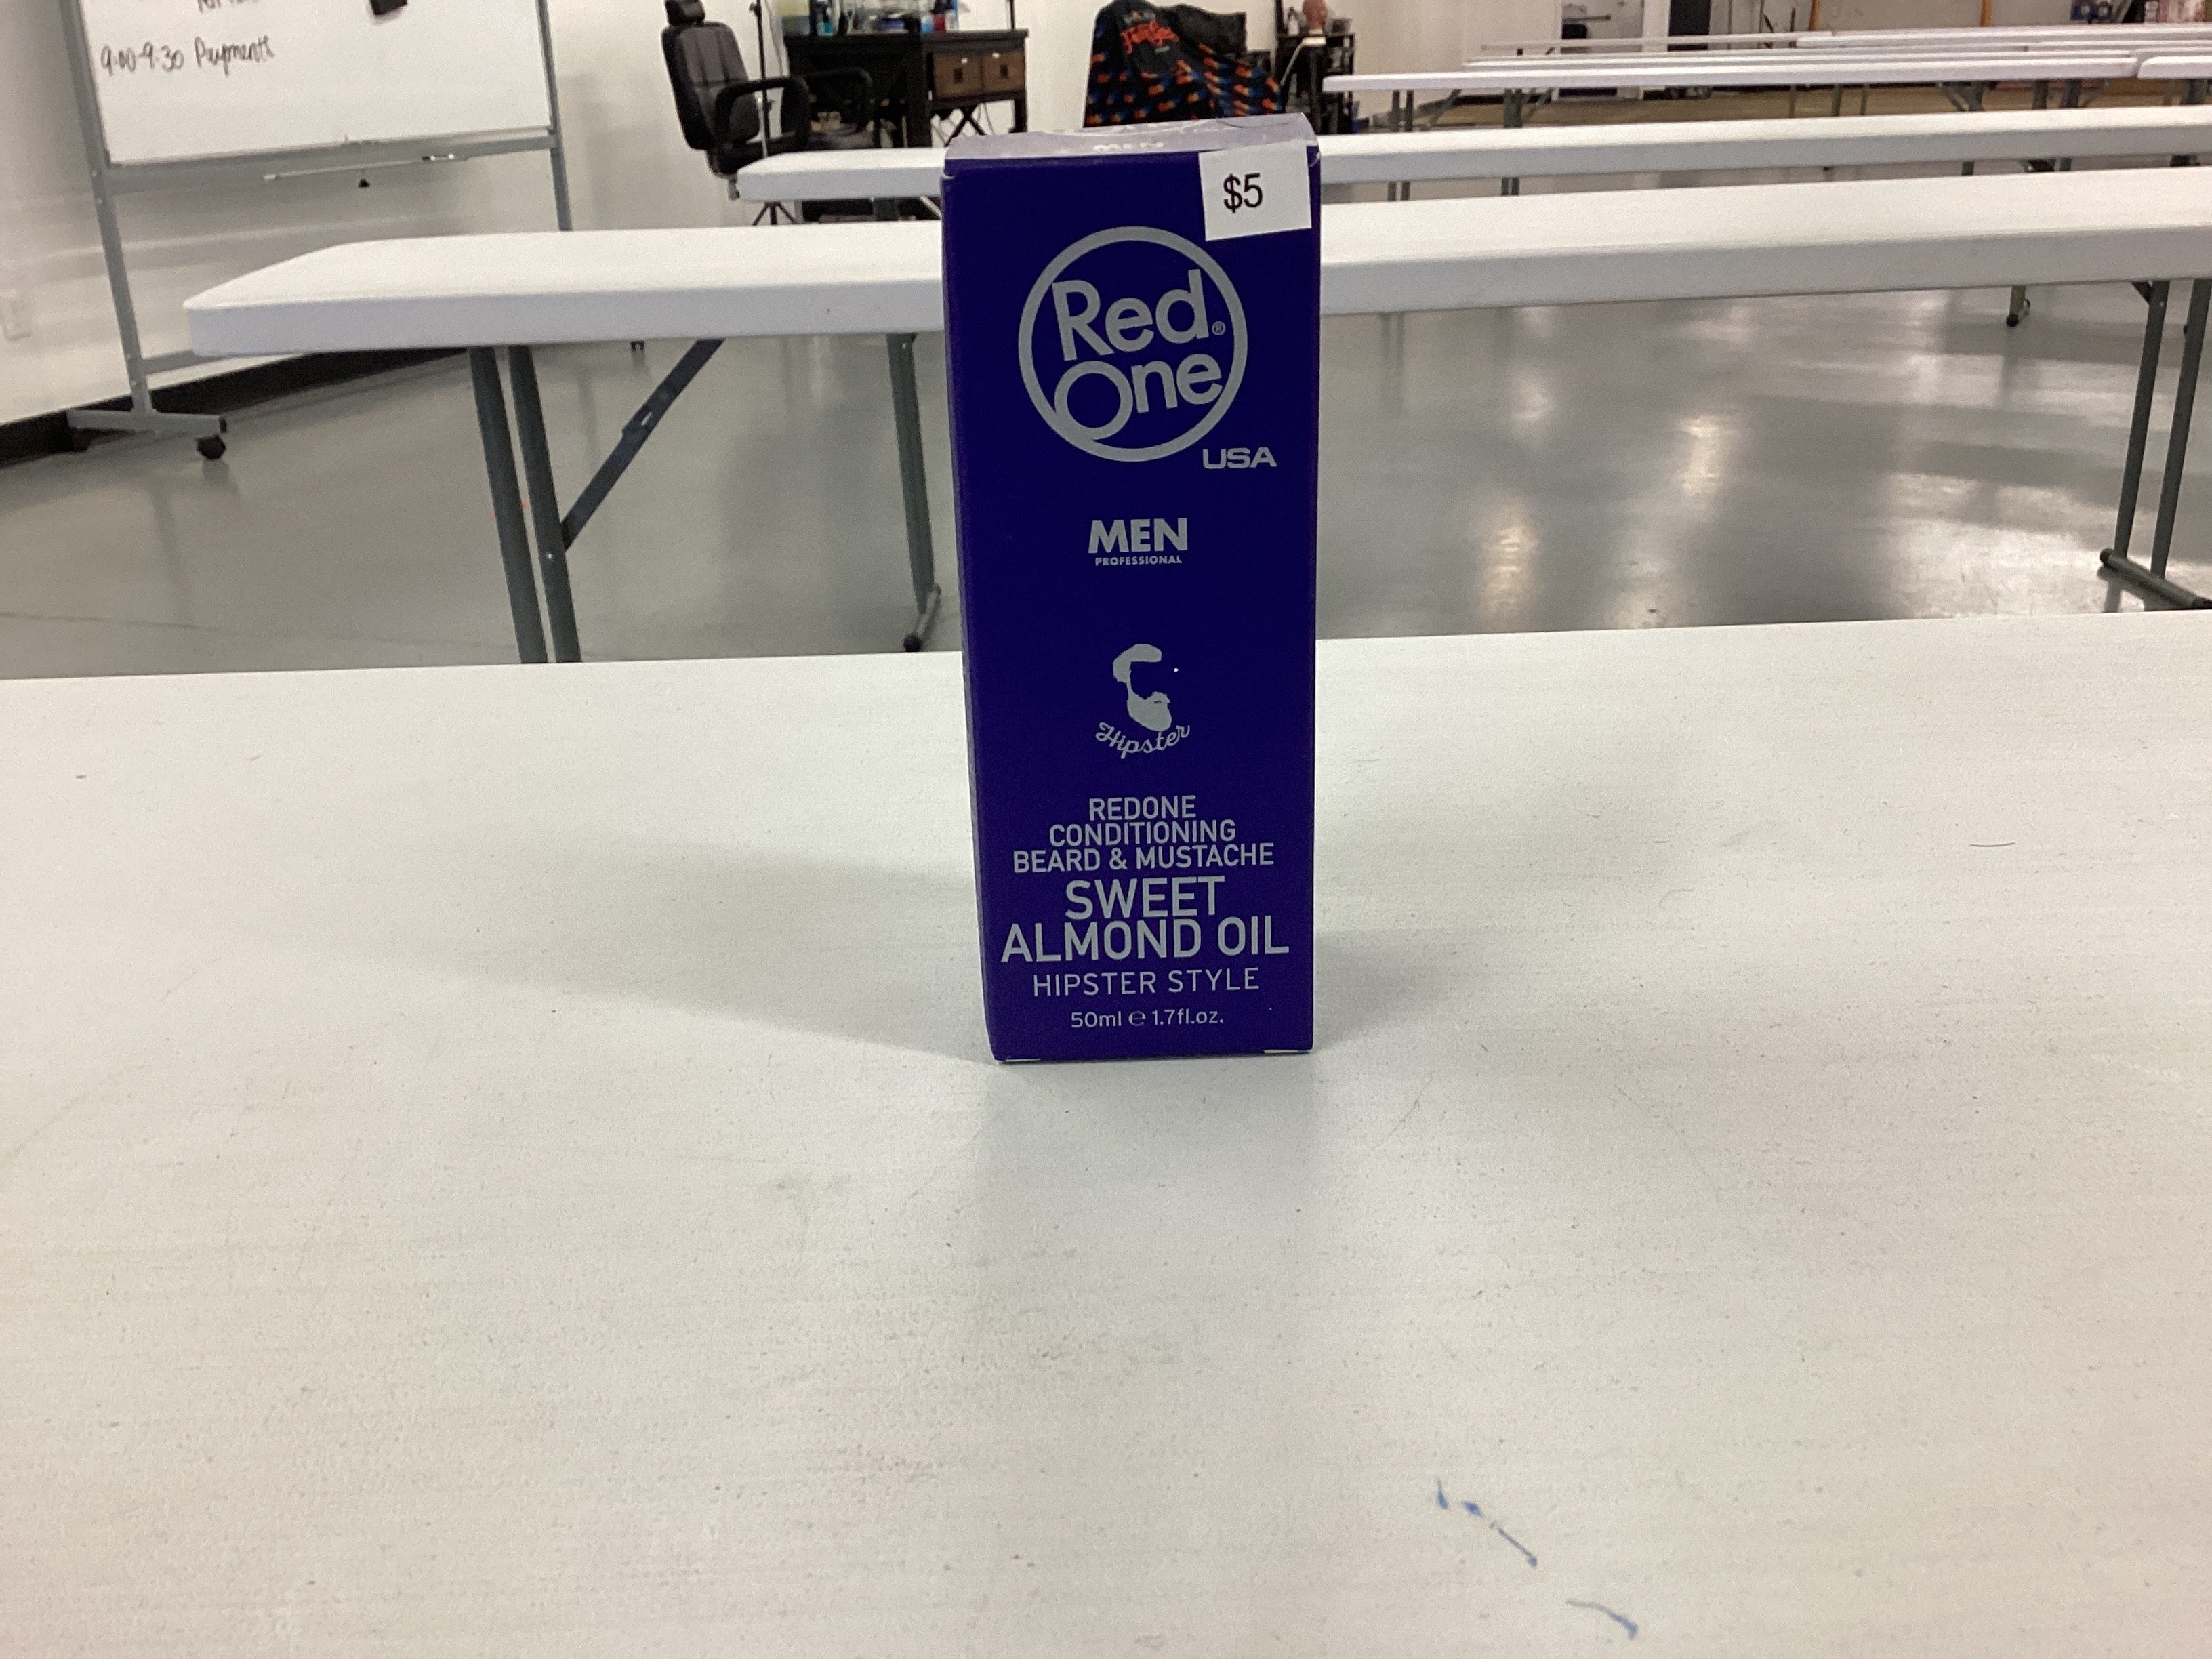 9:00-9:30 Payments
MEN
$5
Red®
One
USA
MEN
PROFESSIONAL
Hipster
REDONE
CONDITIONING
BEARD & MUSTACHE
SWEET
ALMOND OIL
HIPSTER STYLE
50ml ℮ 1.7fl.oz.